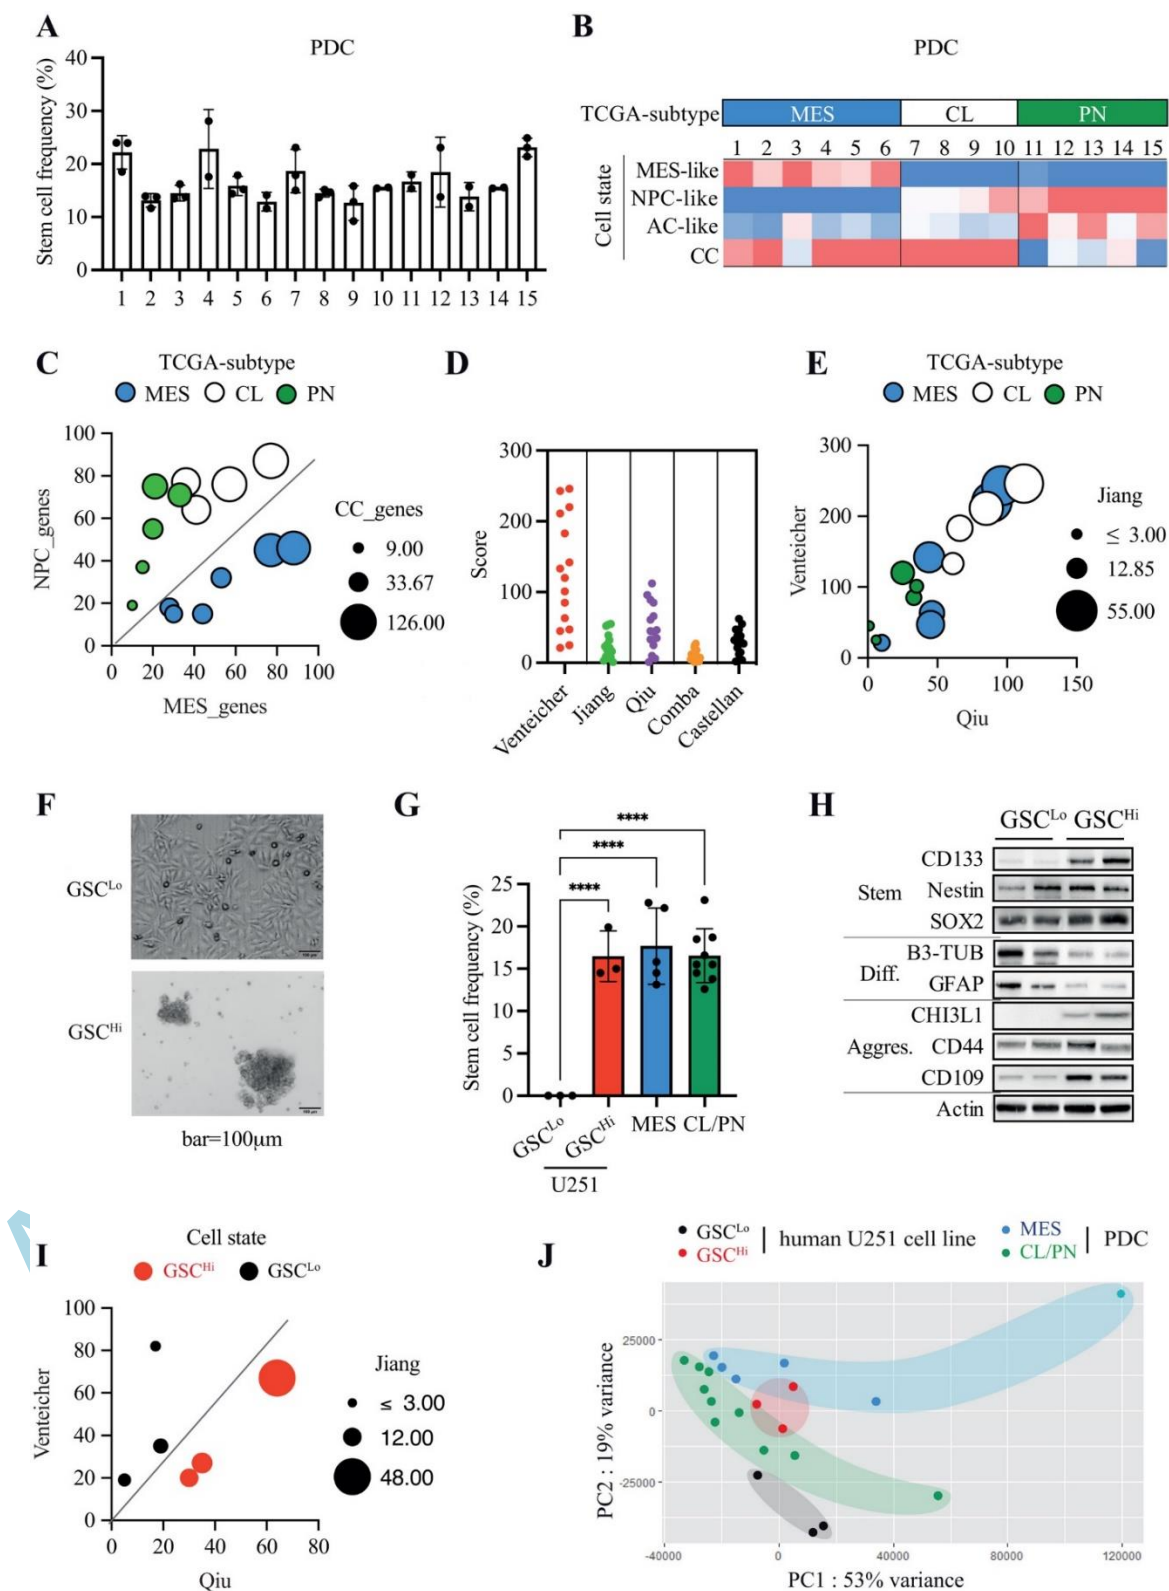 A
PDC
Stem cell frequency (%)
40
30
20
10
0
1 2 3 4 5 6 7 8 9 10 11 12 13 14 15
B
PDC
TCGA-subtype MES CL PN
1 2 3 4 5 6 7 8 9 10 11 12 13 14 15
Cell state
MES-like
NPC-like
AC-like
CC
C
TCGA-subtype
MES CL PN
NPC_genes
100
80
60
40
20
0
0 20 40 60 80 100
MES_genes
CC_genes
9.00
33.67
126.00
D
Score
300
200
100
0
Venteicher
Jiang
Qiu
Comba
Castellan
E
TCGA-subtype
MES CL PN
Venteicher
300
200
100
0
0 50 100 150
Qiu
Jiang
≤ 3.00
12.85
55.00
F
GSCLo
GSCHi
bar=100μm
G
Stem cell frequency (%)
25
20
15
10
5
0
****
****
****
GSCLo GSCHi MES CL/PN
U251
H
GSCLo GSCHi
Stem
CD133
Nestin
SOX2
Diff.
B3-TUB
GFAP
Aggres.
CHI3L1
CD44
CD109
Actin
I
Cell state
GSCHi GSCLo
Venteicher
100
80
60
40
20
0
0 20 40 60 80
Qiu
Jiang
≤ 3.00
12.00
48.00
J
GSCLo
GSCHi
human U251 cell line
MES
CL/PN
PDC
PC2 : 19% variance
25000
0
-25000
-40000 0 40000 80000 120000
PC1 : 53% variance